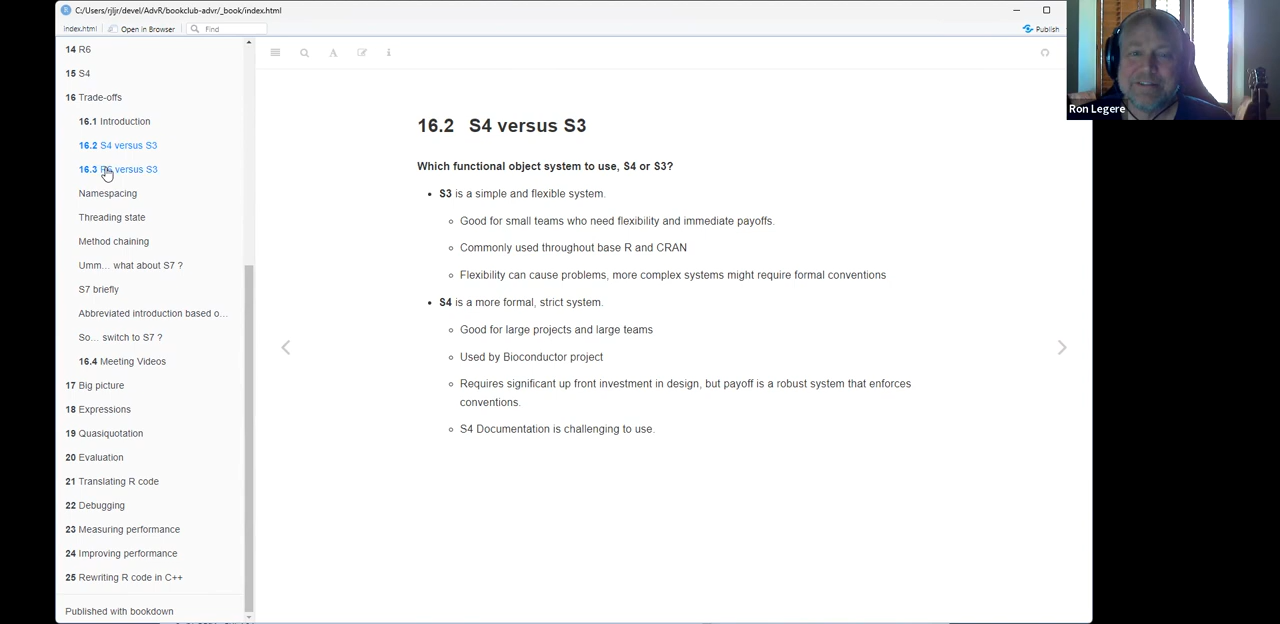 C:/Users/rjljr/devel/AdvR/bookclub-advr/_book/index.html
index.html
Open in Browser
Find
Publish
14 R6
15 S4
16 Trade-offs
16.1 Introduction
16.2 S4 versus S3
16.3 R6 versus S3
Namespacing
Threading state
Method chaining
Umm... what about S7 ?
S7 briefly
Abbreviated introduction based o...
So... switch to S7 ?
16.4 Meeting Videos
17 Big picture
18 Expressions
19 Quasiquotation
20 Evaluation
21 Translating R code
22 Debugging
23 Measuring performance
24 Improving performance
25 Rewriting R code in C++
Published with bookdown
16.2 S4 versus S3
Which functional object system to use, S4 or S3?
S3 is a simple and flexible system.
Good for small teams who need flexibility and immediate payoffs.
Commonly used throughout base R and CRAN
Flexibility can cause problems, more complex systems might require formal conventions
S4 is a more formal, strict system.
Good for large projects and large teams
Used by Bioconductor project
Requires significant up front investment in design, but payoff is a robust system that enforces
conventions.
S4 Documentation is challenging to use.
Ron Legere